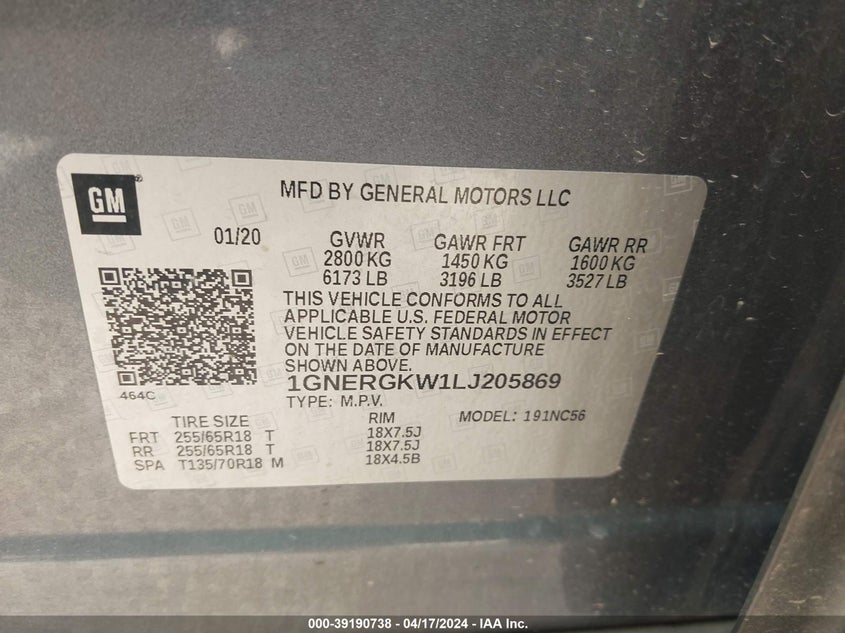 GM
MFD BY GENERAL MOTORS LLC
01/20 GVWR GAWR FRT GAWR RR
2800 KG 1450 KG 1600 KG
6173 LB 3196 LB 3527 LB
THIS VEHICLE CONFORMS TO ALL
APPLICABLE U.S. FEDERAL MOTOR
VEHICLE SAFETY STANDARDS IN EFFECT
ON THE DATE OF MANUFACTURE
SHOWN ABOVE.
1GNERGKW1LJ205869
464C
TYPE: M.P.V.
TIRE SIZE RIM MODEL: 191NC56
FRT 255/65R18 T 18X7.5J
RR 255/65R18 T 18X7.5J
SPA T135/70R18 M 18X4.5B
000-39190738 - 04/17/2024 - IAA Inc.